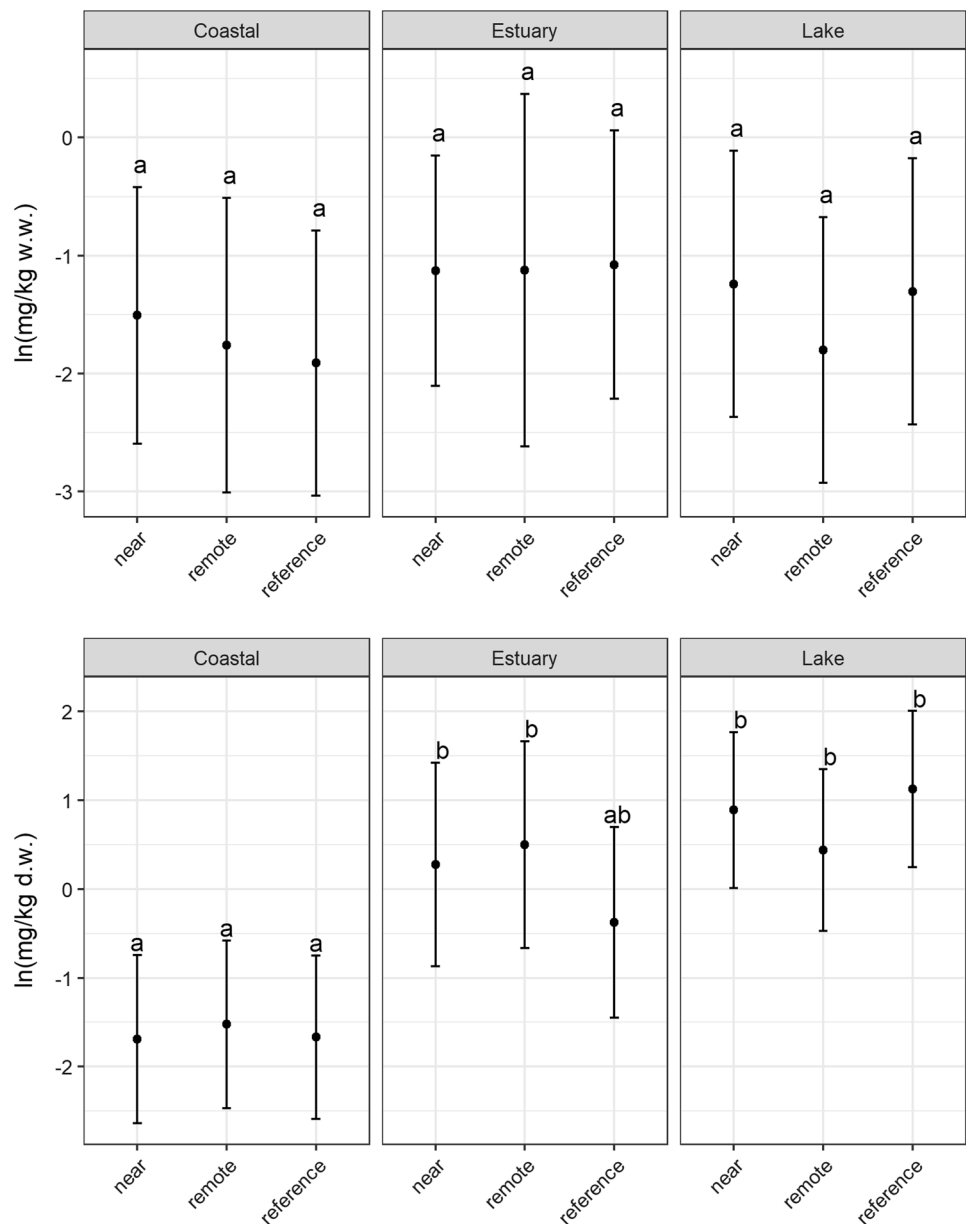 Coastal Estuary Lake
a a a a a a a a a
0
-1
-2
-3
ln(mg/kg w.w.)
near remote reference near remote reference near remote reference
Coastal Estuary Lake
a a a b b ab b b b
2
1
0
-1
-2
ln(mg/kg d.w.)
near remote reference near remote reference near remote reference